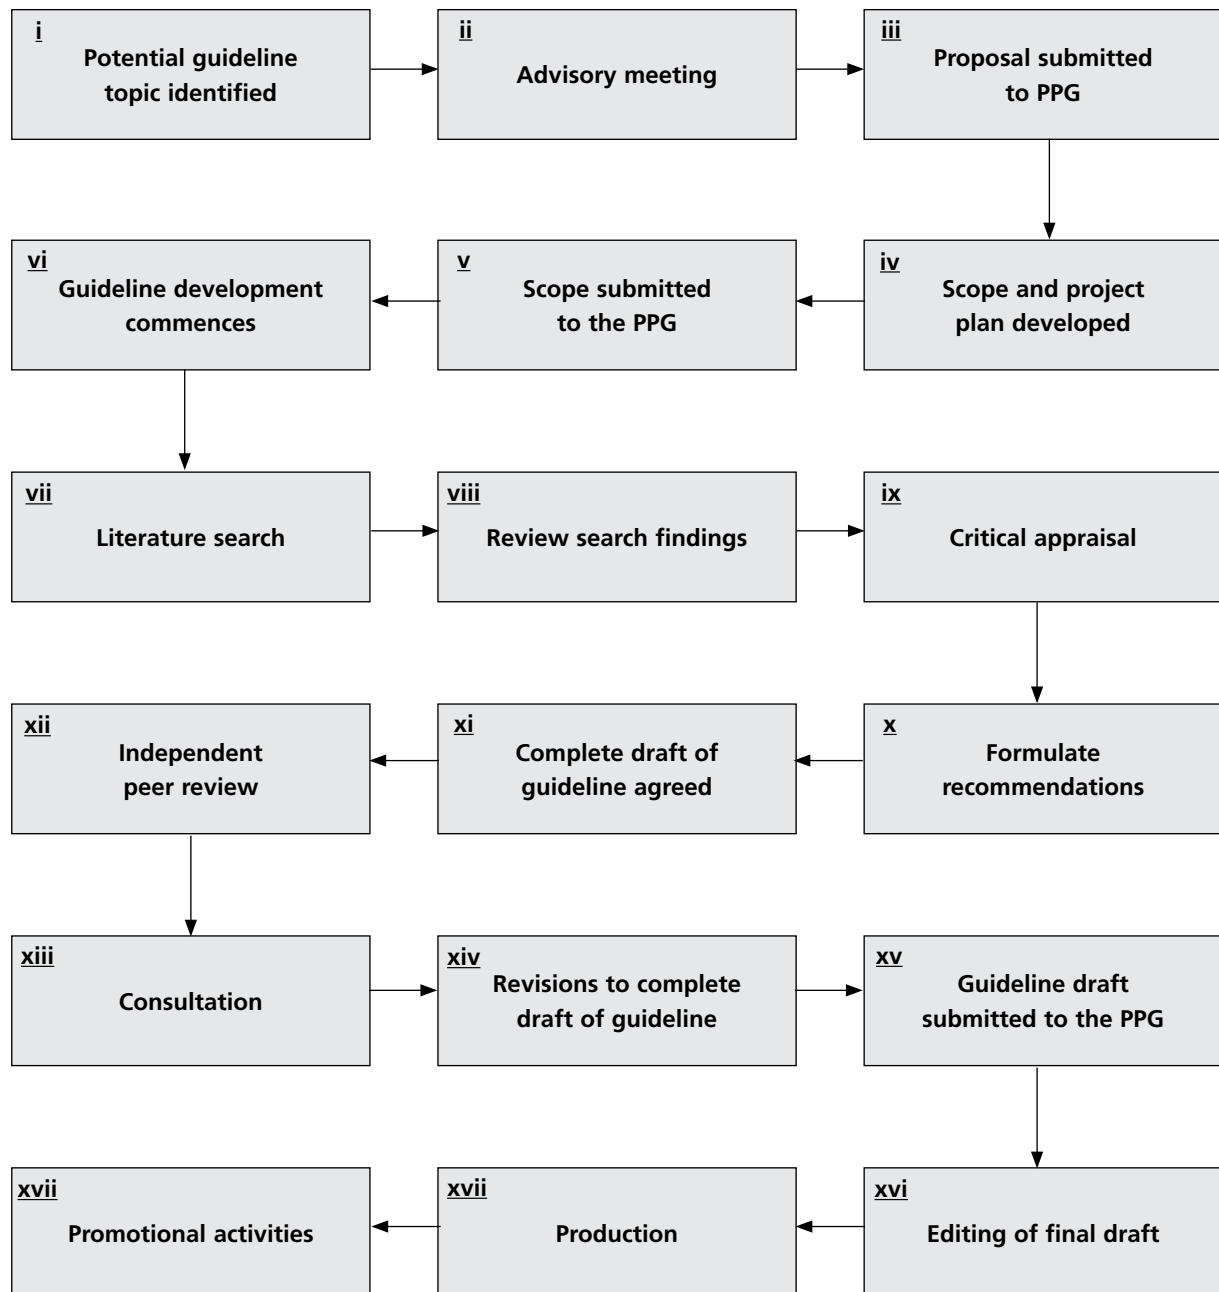 i
Potential guideline
topic identified
ii
Advisory meeting
iii
Proposal submitted
to PPG
iv
Scope and project
plan developed
v
Scope submitted
to the PPG
vi
Guideline development
commences
vii
Literature search
viii
Review search findings
ix
Critical appraisal
x
Formulate
recommendations
xi
Complete draft of
guideline agreed
xii
Independent
peer review
xiii
Consultation
xiv
Revisions to complete
draft of guideline
xv
Guideline draft
submitted to the PPG
xvi
Editing of final draft
xvii
Production
xvii
Promotional activities